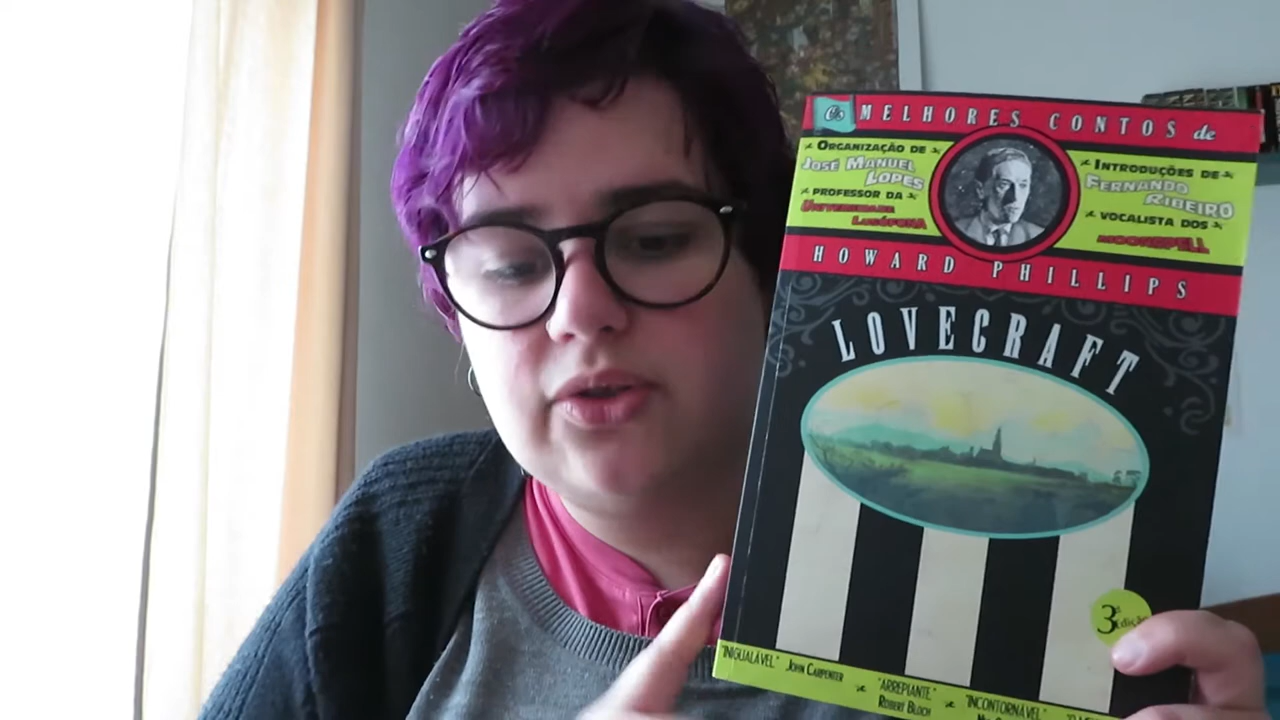 Os MELHORES CONTOS de
ORGANIZAÇÃO DE
JOSÉ MANUEL
LOPES
PROFESSOR DA
UNIVERSIDADE
LUSÓFONA
INTRODUÇÕES DE
FERNANDO
RIBEIRO
VOCALISTA DOS
MOONSPELL
HOWARD PHILLIPS
LOVECRAFT
3ª
Edição
"INIGUALÁVEL" JOHN CARPENTER
"ARREPIANTE"
ROBERT BLOCH
"INCONTORNÁVEL"